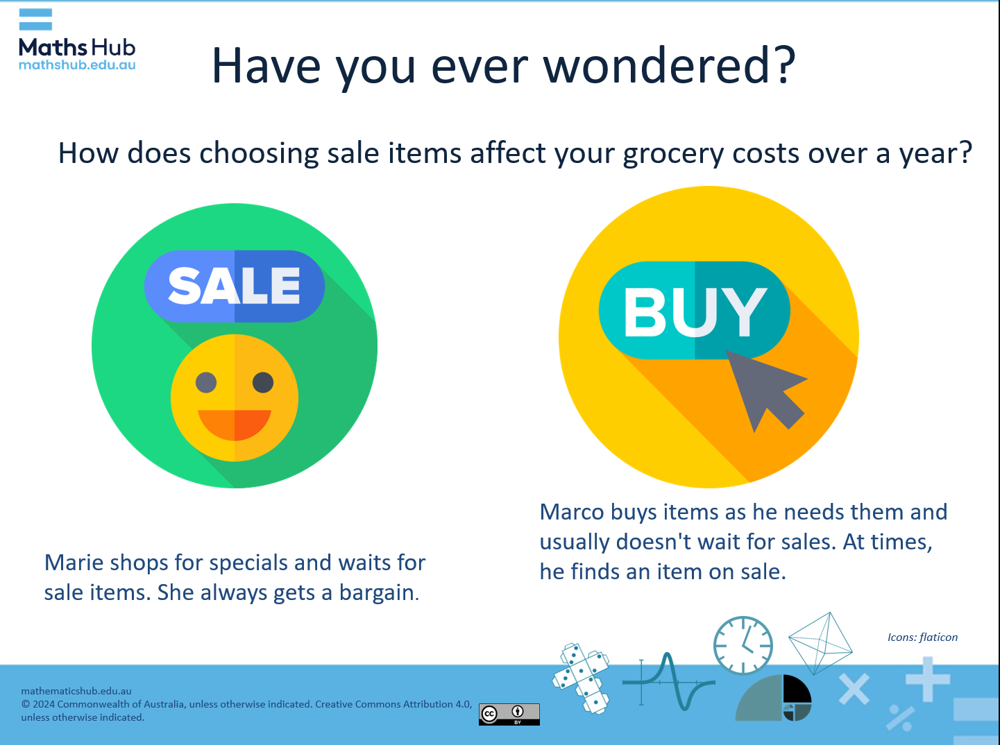 Maths Hub
mathshub.edu.au
Have you ever wondered?
How does choosing sale items affect your grocery costs over a year?
SALE
BUY
Marie shops for specials and waits for
sale items. She always gets a bargain.
Marco buys items as he needs them and
usually doesn't wait for sales. At times,
he finds an item on sale.
Icons: flaticon
mathematicshub.edu.au
© 2024 Commonwealth of Australia, unless otherwise indicated. Creative Commons Attribution 4.0,
unless otherwise indicated.
cc
BY